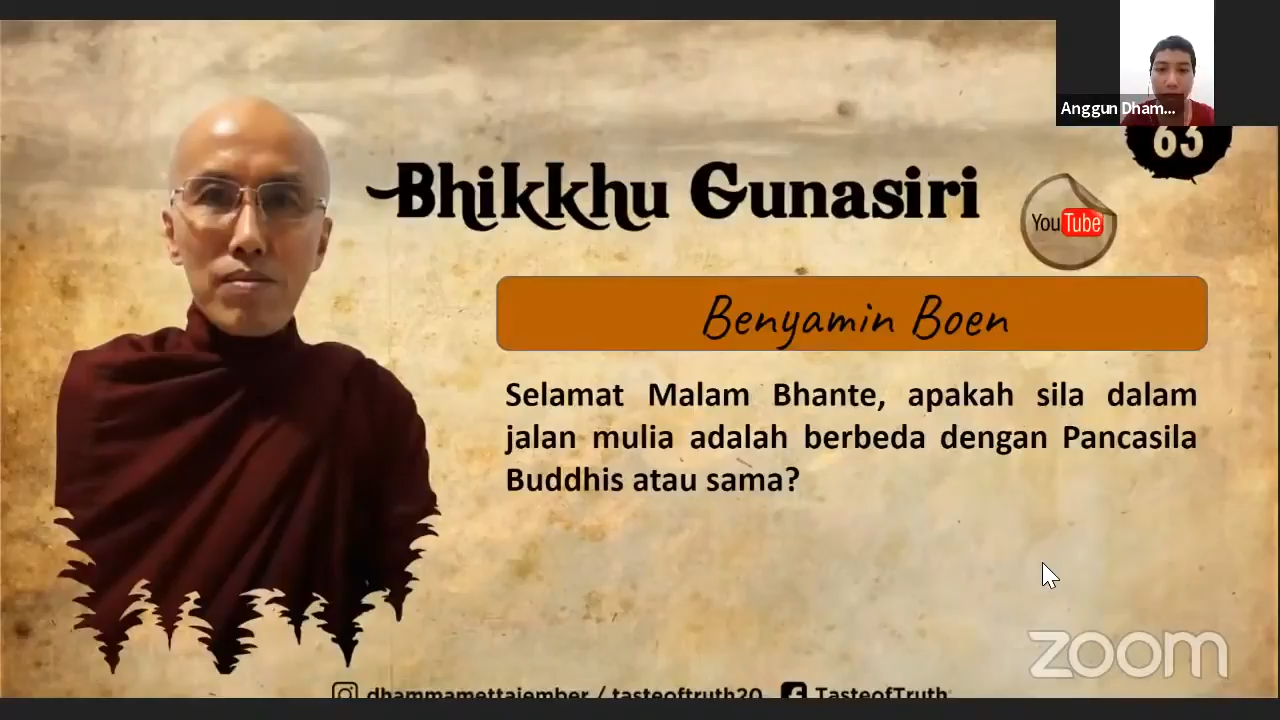 Anggun Dham...
63
Bhikkhu Gunasiri
YouTube
Benyamin Boen
Selamat Malam Bhante, apakah sila dalam
jalan mulia adalah berbeda dengan Pancasila
Buddhis atau sama?
zoom
dhammamettajember / tasteoftruth20 TasteofTruth